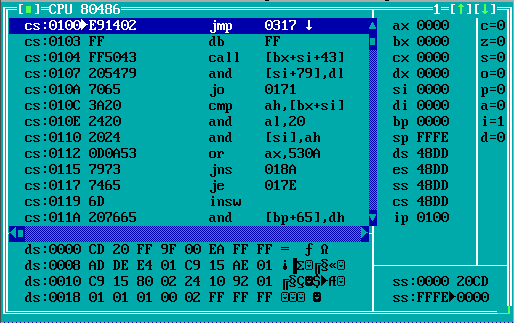 [■]=CPU 80486 1=[↑][↓]
cs:0100►E91402 jmp 0317 ↓ ax 0000 c=0
cs:0103 FF db FF bx 0000 z=0
cs:0104 FF5043 call [bx+si+43] cx 0000 s=0
cs:0107 205479 and [si+79],dl dx 0000 o=0
cs:010A 7065 jo 0171 si 0000 p=0
cs:010C 3A20 cmp ah,[bx+si] di 0000 a=0
cs:010E 2420 and al,20 bp 0000 i=1
cs:0110 2024 and [si],ah sp FFFE d=0
cs:0112 0D0A53 or ax,530A ds 48DD
cs:0115 7973 jns 018A es 48DD
cs:0117 7465 je 017E ss 48DD
cs:0119 6D insw cs 48DD
cs:011A 207665 and [bp+65],dh ip 0100
ds:0000 CD 20 FF 9F 00 EA FF FF = ƒ Ω
ds:0008 AD DE E4 01 C9 15 AE 01 ¡▐Σ☺╔§«☺
ds:0010 C9 15 80 02 24 10 92 01 ╔§Ç☻$►Æ☺ ss:0000 20CD
ds:0018 01 01 01 00 02 FF FF FF ☺☺☺ ☻ ss:FFFE►0000